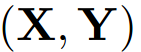 (X, Y)